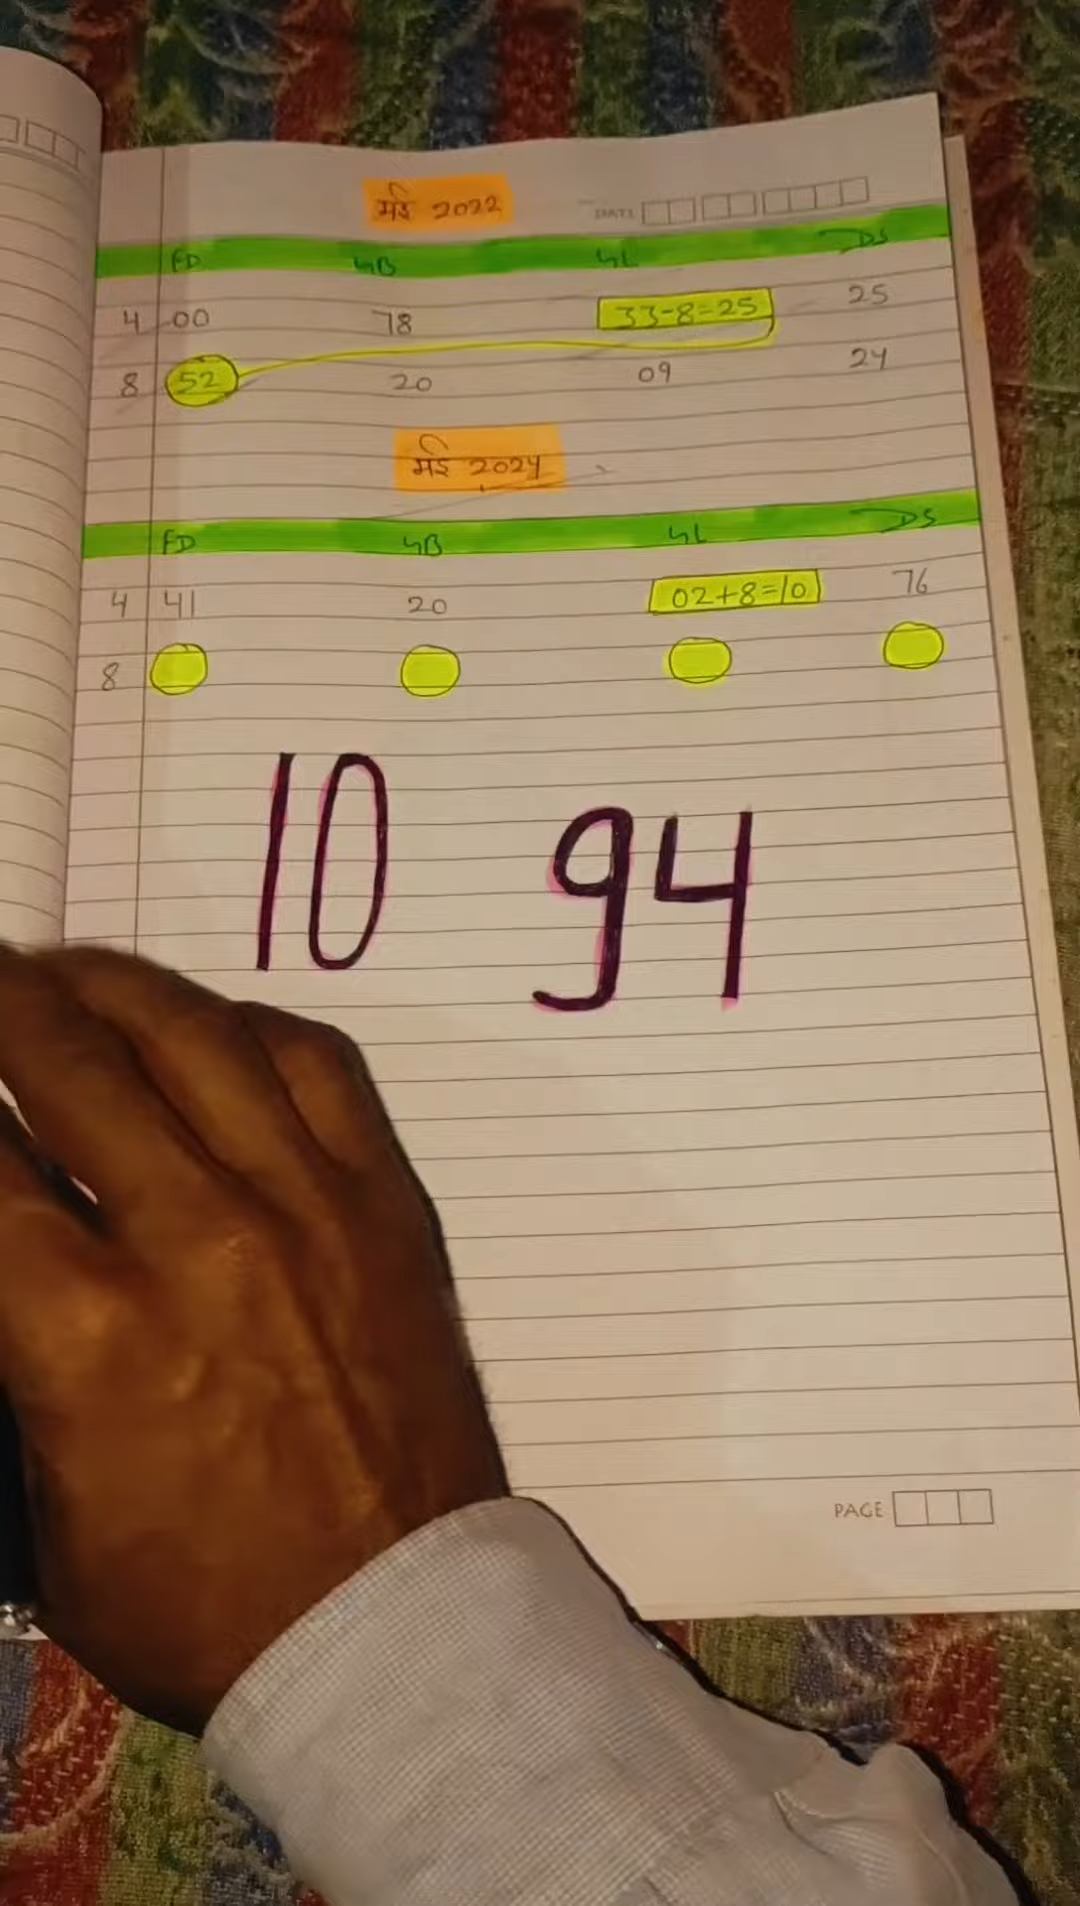 मई 2022
DATE
FD GB GL DS
4 00 78 33-8=25 25
8 52 20 09 24
मई 2024
FD GB GL DS
4 41 20 02+8=10 76
8
10 94
PAGE